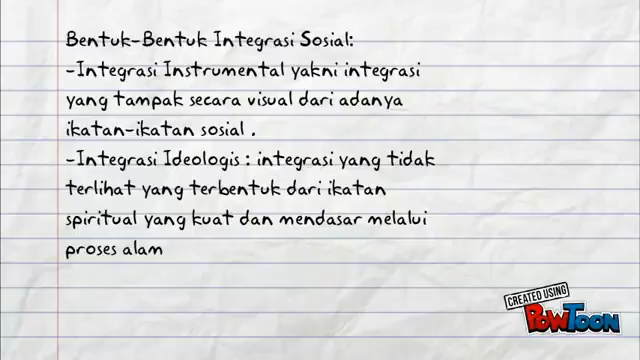 Bentuk-Bentuk Integrasi Sosial:
-Integrasi Instrumental yakni integrasi
yang tampak secara visual dari adanya
ikatan-ikatan sosial .
-Integrasi Ideologis : integrasi yang tidak
terlihat yang terbentuk dari ikatan
spiritual yang kuat dan mendasar melalui
proses alam
CREATED USING
POWTOON